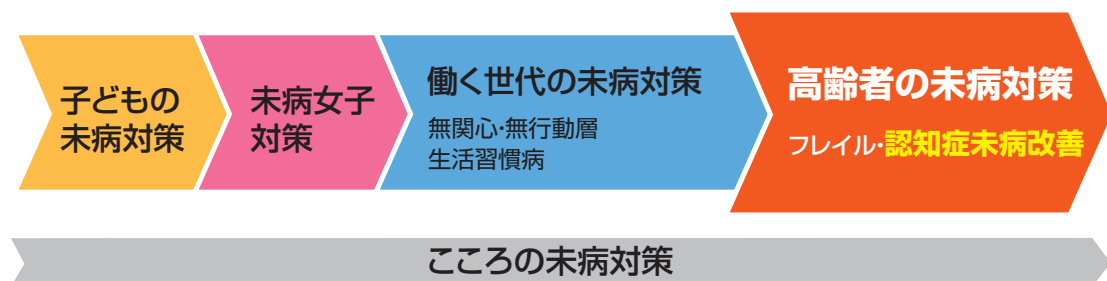 子どもの
未病対策
未病女子
対策
働く世代の未病対策
無関心・無行動層
生活習慣病
高齢者の未病対策
フレイル・認知症未病改善
こころの未病対策